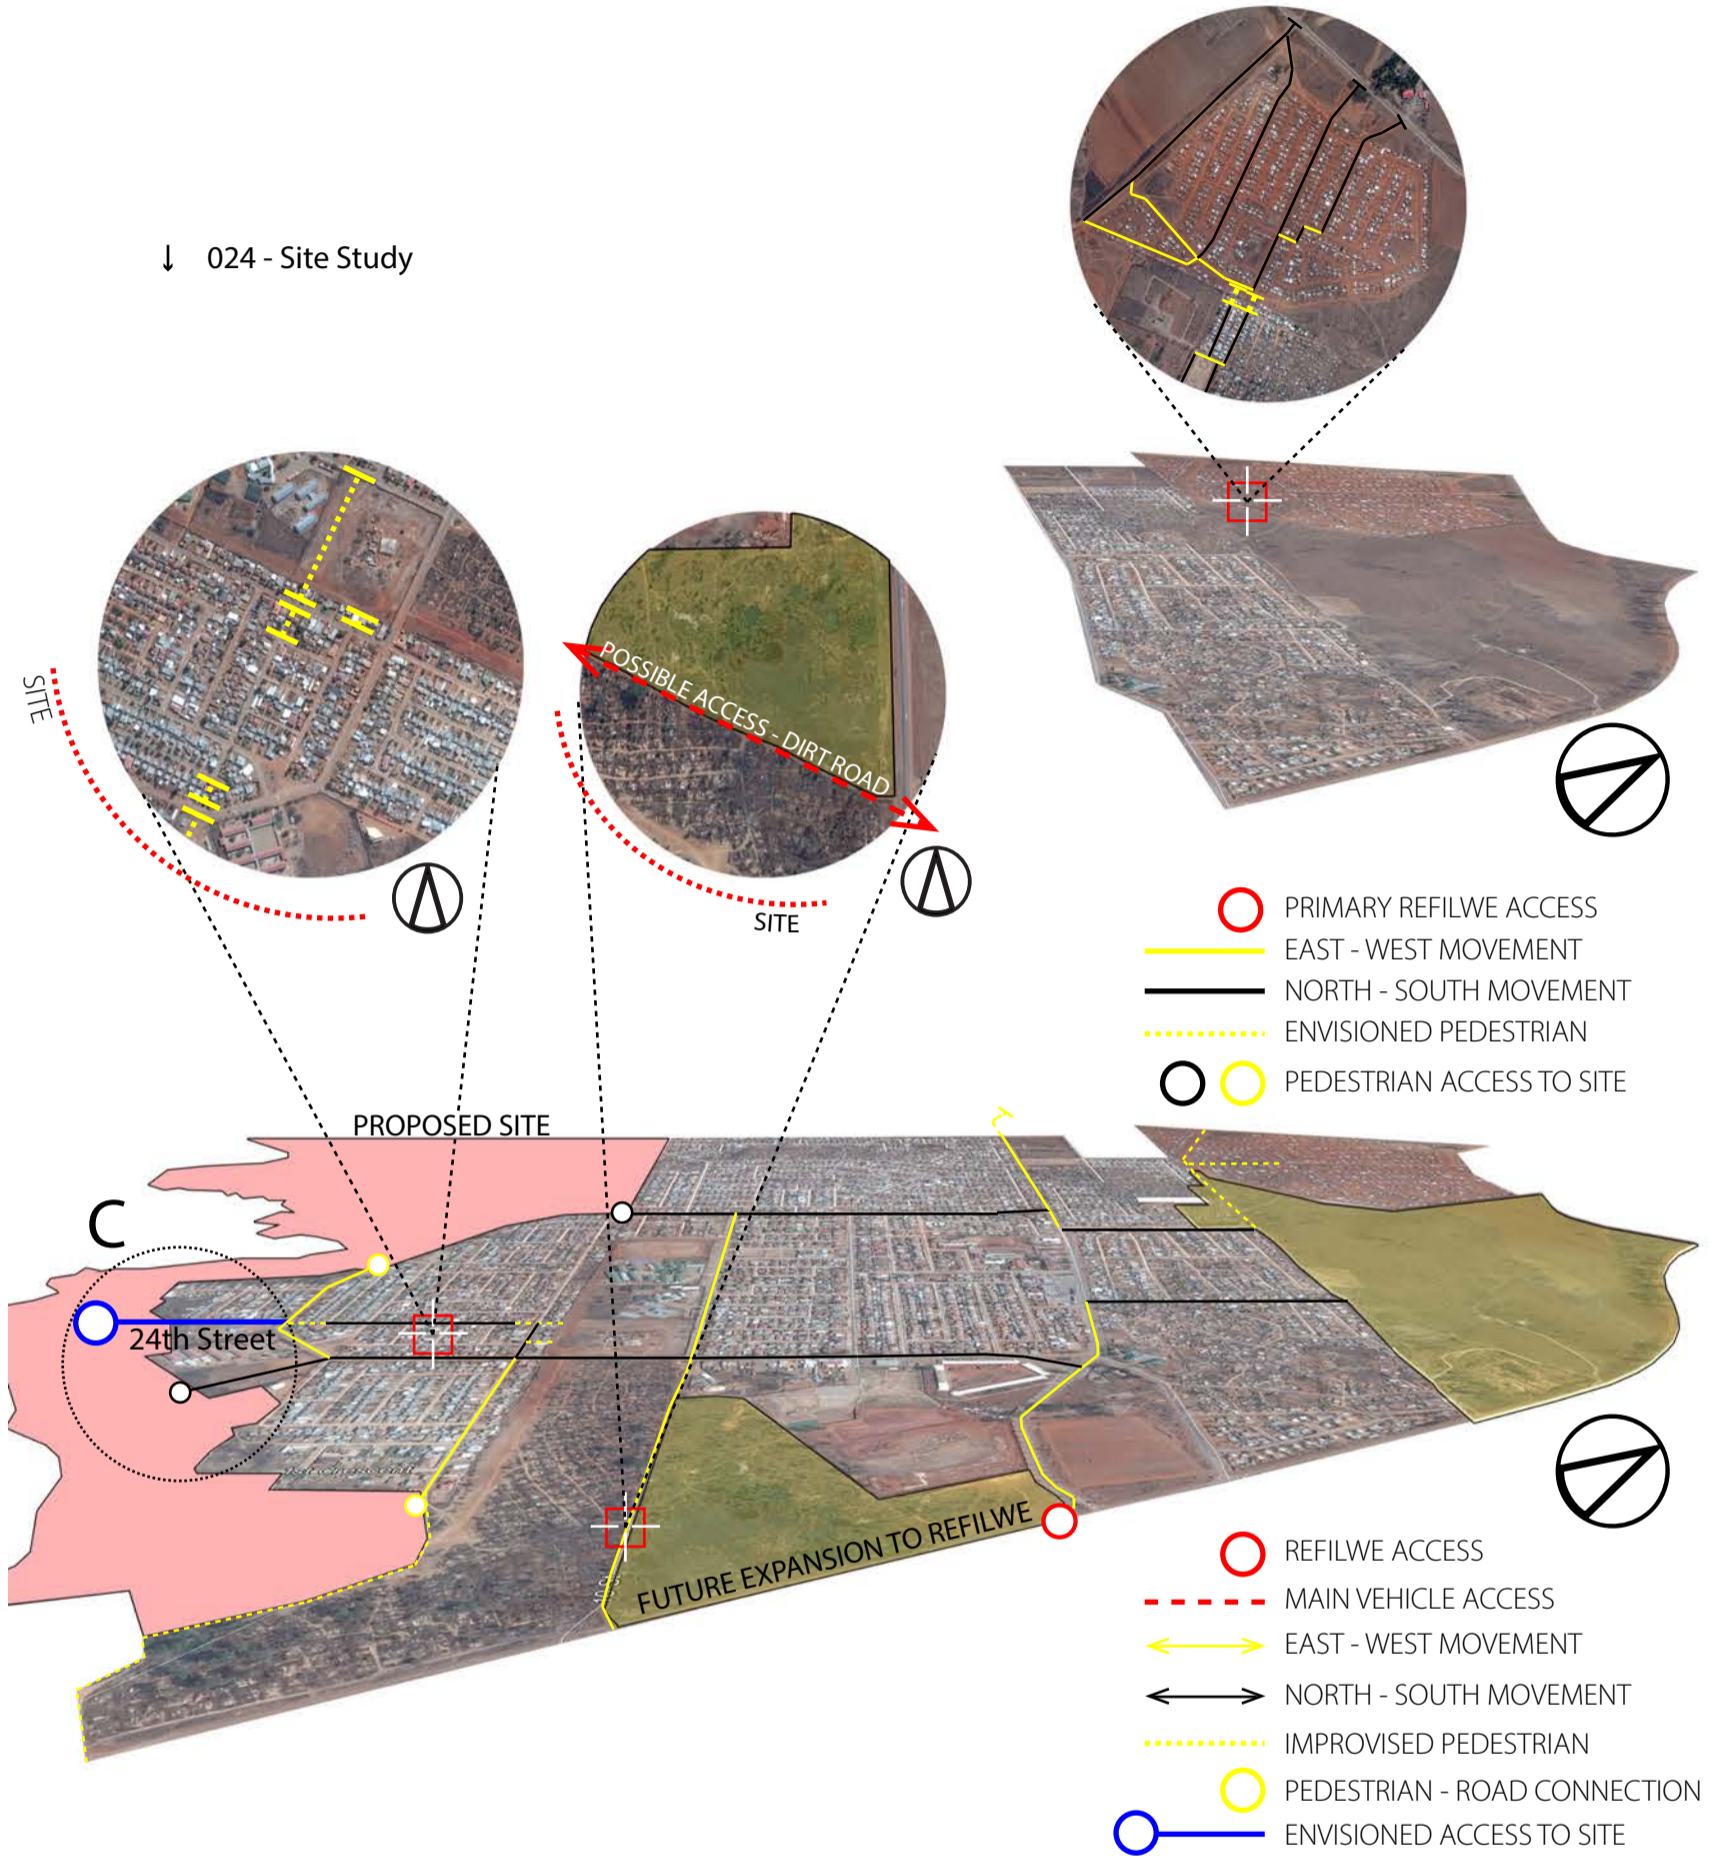 ↓ 024 - Site Study
SITE
POSSIBLE ACCESS - DIRT ROAD
SITE
PRIMARY REFILWE ACCESS
EAST - WEST MOVEMENT
NORTH - SOUTH MOVEMENT
ENVISIONED PEDESTRIAN
PEDESTRIAN ACCESS TO SITE
PROPOSED SITE
C
24th Street
FUTURE EXPANSION TO REFILWE
REFILWE ACCESS
MAIN VEHICLE ACCESS
EAST - WEST MOVEMENT
NORTH - SOUTH MOVEMENT
IMPROVISED PEDESTRIAN
PEDESTRIAN - ROAD CONNECTION
ENVISIONED ACCESS TO SITE